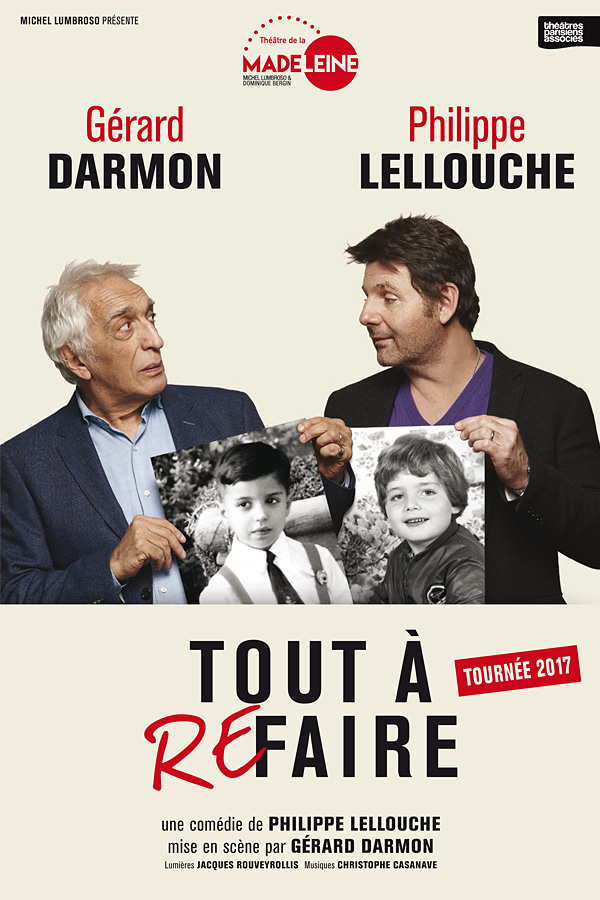 MICHEL LUMBROSO PRÉSENTE
théâtres
parisiens
associés
Théâtre de la
MADELEINE
MICHEL LUMBROSO &
DOMINIQUE BERGIN
Gérard
DARMON
Philippe
LELLOUCHE
TOUT À
REFAIRE
TOURNÉE 2017
une comédie de PHILIPPE LELLOUCHE
mise en scène par GÉRARD DARMON
Lumières JACQUES ROUVEYROLLIS Musiques CHRISTOPHE CASANAVE